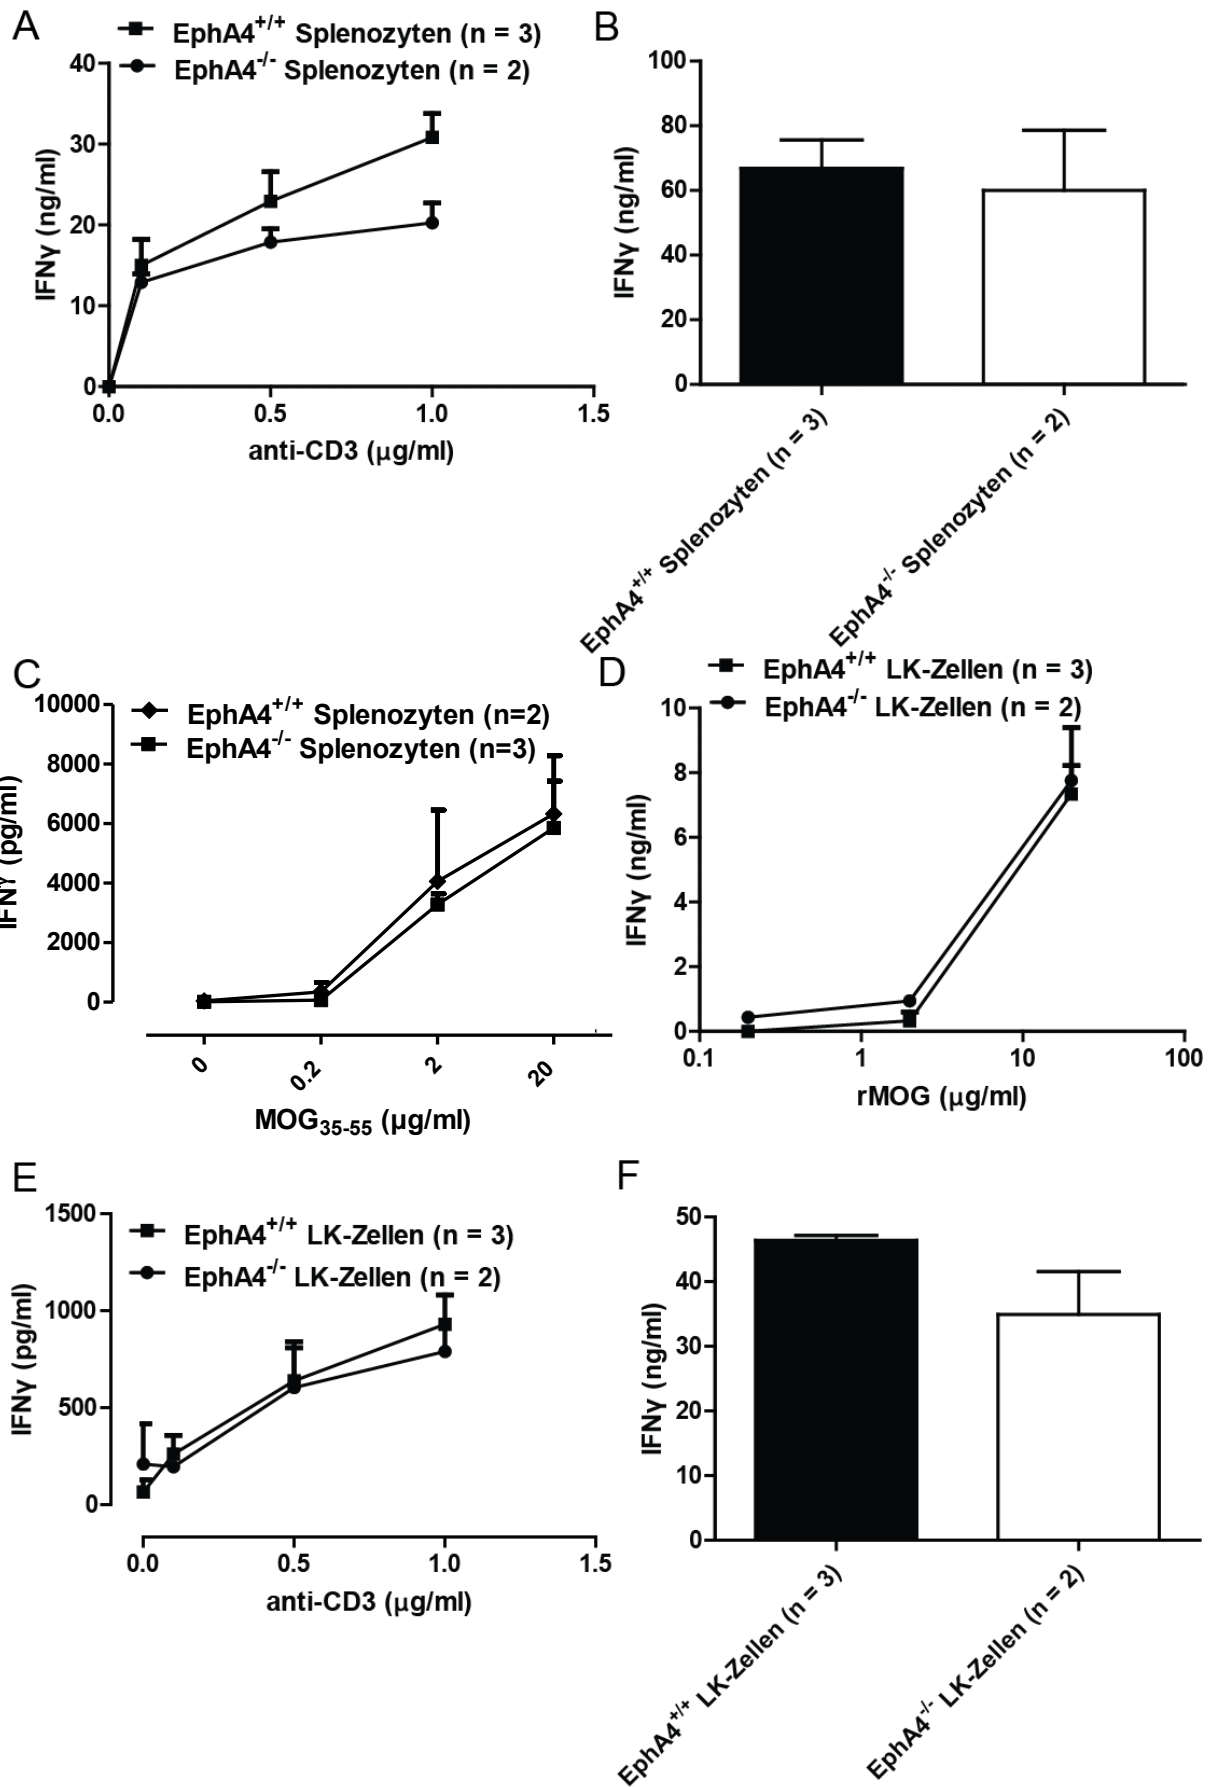 A
EphA4+/+ Splenozyten (n = 3)
EphA4-/- Splenozyten (n = 2)
40
30
20
10
0
IFNγ (ng/ml)
0.0 0.5 1.0 1.5
anti-CD3 (µg/ml)
B
100
80
60
40
20
0
IFNγ (ng/ml)
EphA4+/+ Splenozyten (n = 3)
EphA4-/- Splenozyten (n = 2)
C
EphA4+/+ Splenozyten (n=2)
EphA4-/- Splenozyten (n=3)
10000
8000
6000
4000
2000
0
IFNγ (pg/ml)
0 0.2 2 20
MOG35-55 (µg/ml)
D
EphA4+/+ LK-Zellen (n = 3)
EphA4-/- LK-Zellen (n = 2)
10
8
6
4
2
0
IFNγ (ng/ml)
0.1 1 10 100
rMOG (µg/ml)
E
EphA4+/+ LK-Zellen (n = 3)
EphA4-/- LK-Zellen (n = 2)
1500
1000
500
0
IFNγ (pg/ml)
0.0 0.5 1.0 1.5
anti-CD3 (µg/ml)
F
50
40
30
20
10
0
IFNγ (ng/ml)
EphA4+/+ LK-Zellen (n = 3)
EphA4-/- LK-Zellen (n = 2)